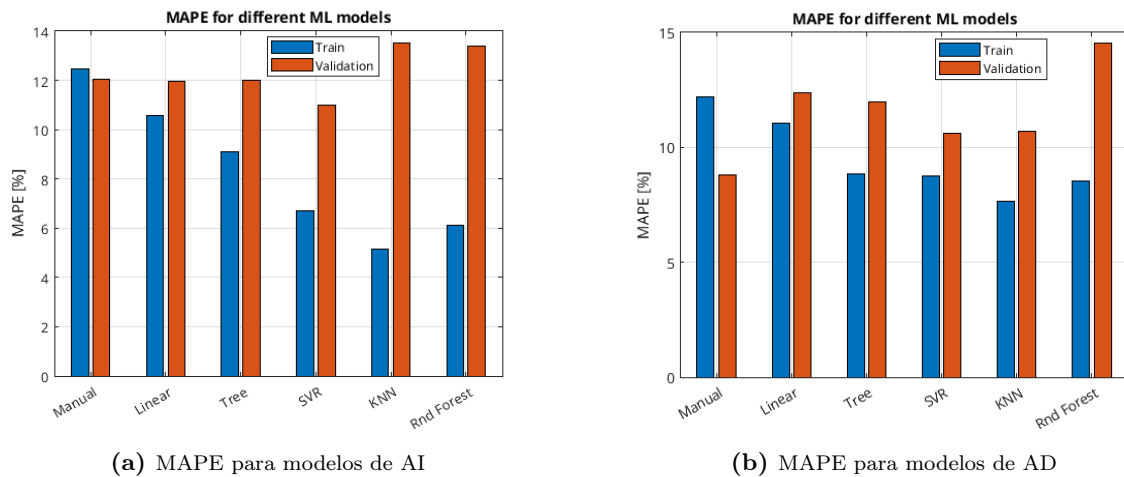 MAPE for different ML models
14
12
10
8
6
4
2
0
MAPE [%]
Train
Validation
Manual
Linear
Tree
SVR
KNN
Rnd Forest
(a) MAPE para modelos de AI
MAPE for different ML models
15
10
5
0
MAPE [%]
Train
Validation
Manual
Linear
Tree
SVR
KNN
Rnd Forest
(b) MAPE para modelos de AD